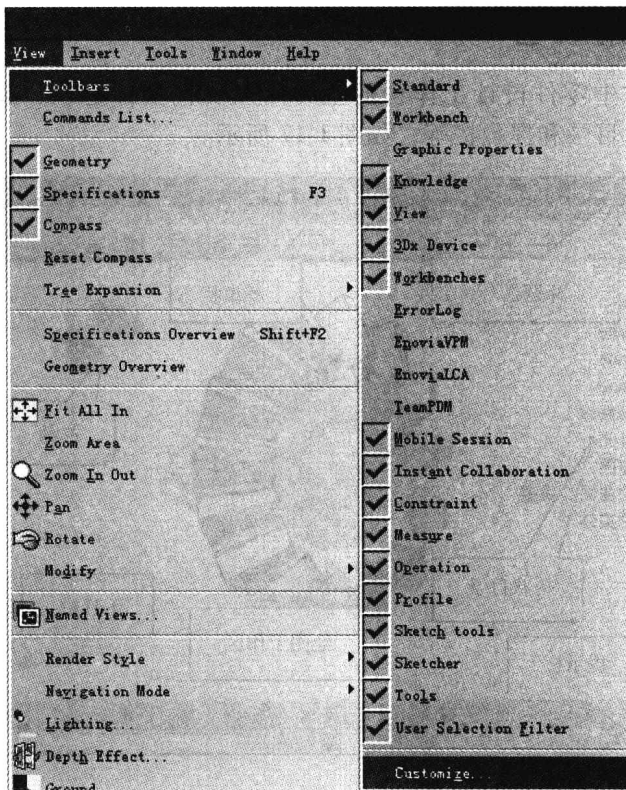 View Insert Tools Window Help
Toolbars
Commands List...
Geometry
Specifications F3
Compass
Reset Compass
Tree Expansion
Specifications Overview Shift+F2
Geometry Overview
Fit All In
Zoom Area
Zoom In Out
Pan
Rotate
Modify
Named Views...
Render Style
Navigation Mode
Lighting...
Depth Effect...
Ground
Standard
Workbench
Graphic Properties
Knowledge
View
3Dx Device
Workbenches
ErrorLog
EnoviaVPM
EnoviaLCA
TeamPDM
Mobile Session
Instant Collaboration
Constraint
Measure
Operation
Profile
Sketch tools
Sketcher
Tools
User Selection Filter
Customize...